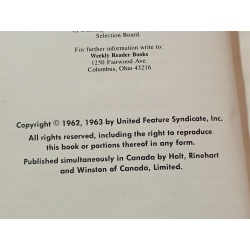 Selection Board.
For further information write to:
Weekly Reader Books
1250 Fairwood Ave.
Columbus, Ohio 43216
Copyright © 1962, 1963 by United Feature Syndicate, Inc.
All rights reserved, including the right to reproduce
this book or portions thereof in any form.
Published simultaneously in Canada by Holt, Rinehart
and Winston of Canada, Limited.